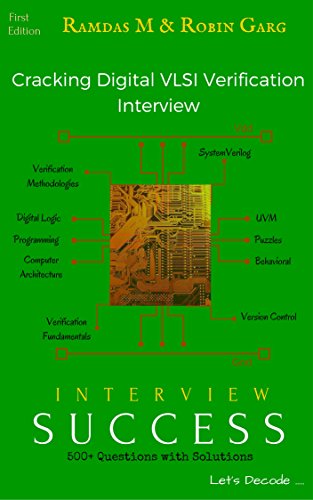 First
Edition
RAMDAS M & ROBIN GARG
Cracking Digital VLSI Verification
Interview
VDD
SystemVerilog
Verification
Methodologies
Digital Logic
UVM
Programming
Puzzles
Computer
Architecture
Behavioral
Verification
Fundamentals
Version Control
GND
INTERVIEW
SUCCESS
500+ Questions with Solutions
Let's Decode ....